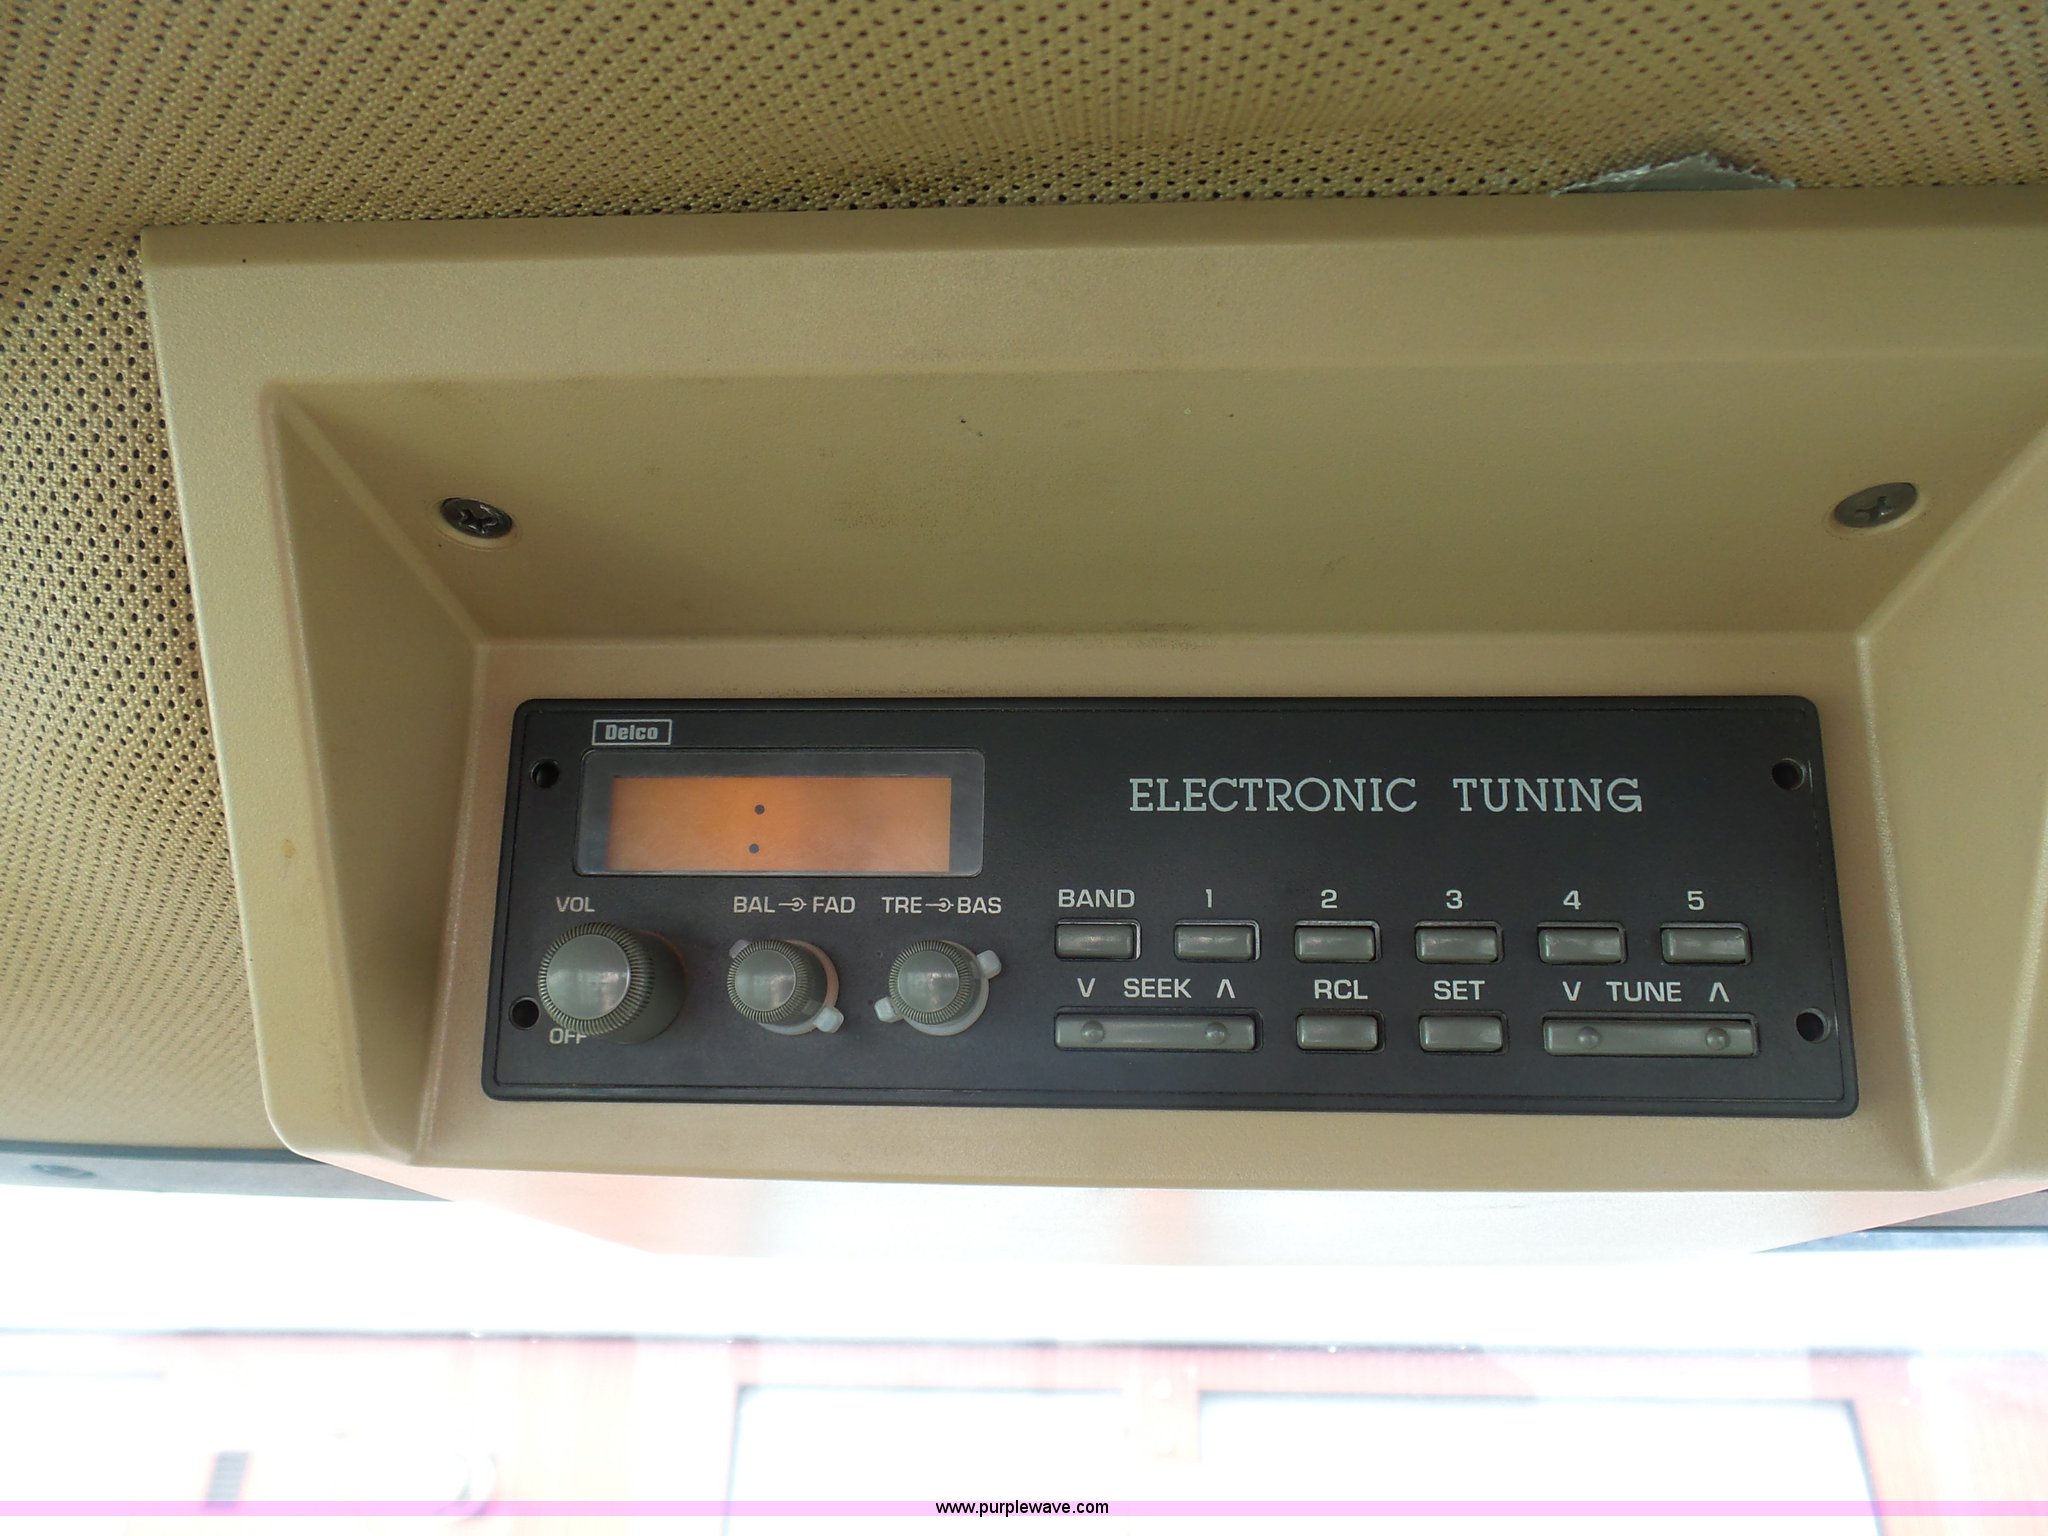 Delco
ELECTRONIC TUNING
VOL BAL FAD TRE BAS
BAND 1 2 3 4 5
V SEEK Λ RCL SET V TUNE Λ
OFF
www.purplewave.com